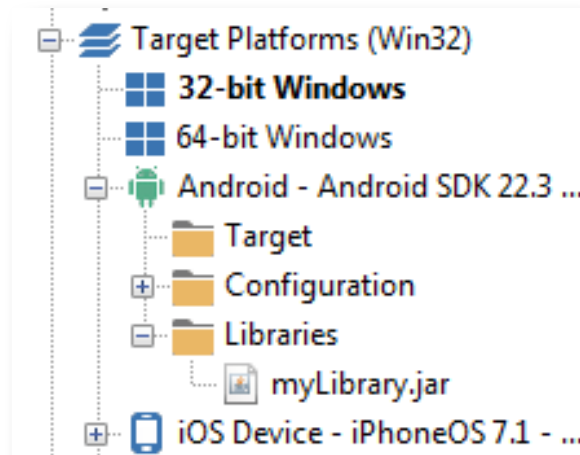 Target Platforms (Win32)
32-bit Windows
64-bit Windows
Android - Android SDK 22.3 ...
Target
Configuration
Libraries
myLibrary.jar
iOS Device - iPhoneOS 7.1 - ...